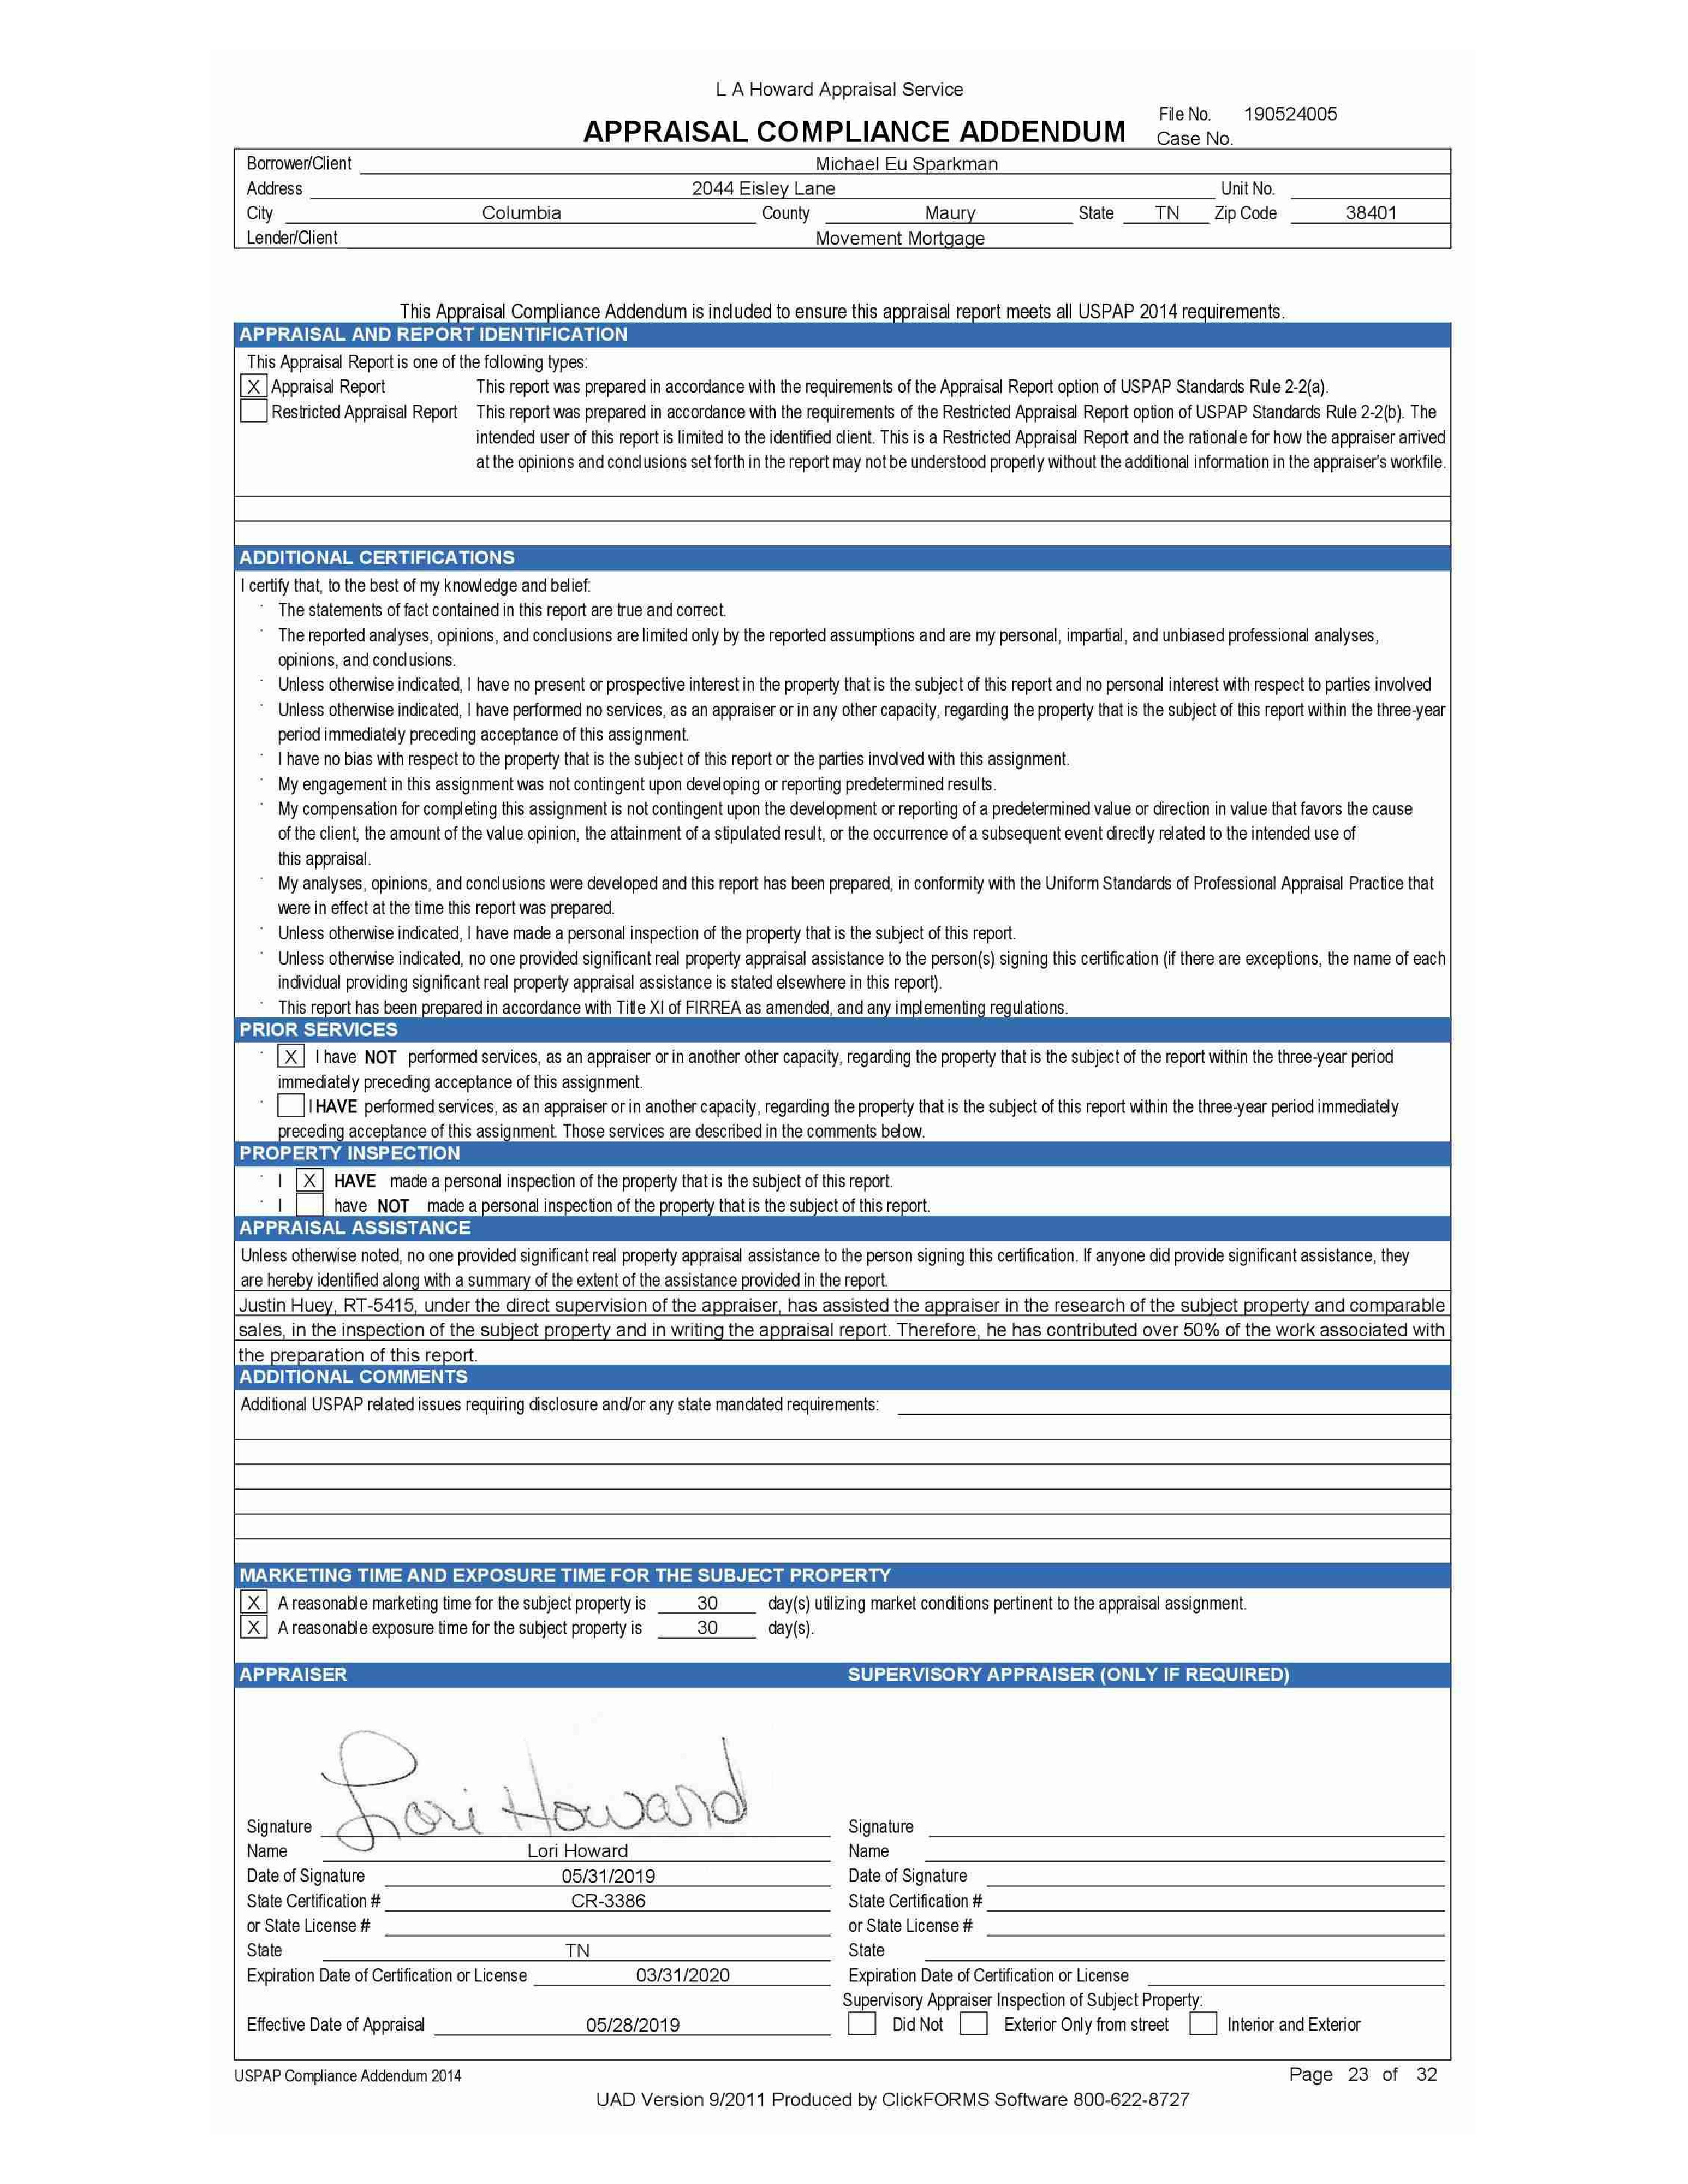 L A Howard Appraisal Service
File No. 190524005
APPRAISAL COMPLIANCE ADDENDUM
Case No.
Borrower/Client Michael Eu Sparkman
Address 2044 Eisley Lane Unit No.
City Columbia County Maury State TN Zip Code 38401
Lender/Client Movement Mortgage
This Appraisal Compliance Addendum is included to ensure this appraisal report meets all USPAP 2014 requirements.
APPRAISAL AND REPORT IDENTIFICATION
This Appraisal Report is one of the following types:
X Appraisal Report This report was prepared in accordance with the requirements of the Appraisal Report option of USPAP Standards Rule 2-2(a).
Restricted Appraisal Report This report was prepared in accordance with the requirements of the Restricted Appraisal Report option of USPAP Standards Rule 2-2(b). The
intended user of this report is limited to the identified client. This is a Restricted Appraisal Report and the rationale for how the appraiser arrived
at the opinions and conclusions set forth in the report may not be understood properly without the additional information in the appraiser's workfile.
ADDITIONAL CERTIFICATIONS
I certify that, to the best of my knowledge and belief:
· The statements of fact contained in this report are true and correct.
· The reported analyses, opinions, and conclusions are limited only by the reported assumptions and are my personal, impartial, and unbiased professional analyses,
opinions, and conclusions.
· Unless otherwise indicated, I have no present or prospective interest in the property that is the subject of this report and no personal interest with respect to parties involved
· Unless otherwise indicated, I have performed no services, as an appraiser or in any other capacity, regarding the property that is the subject of this report within the three-year
period immediately preceding acceptance of this assignment.
· I have no bias with respect to the property that is the subject of this report or the parties involved with this assignment.
· My engagement in this assignment was not contingent upon developing or reporting predetermined results.
· My compensation for completing this assignment is not contingent upon the development or reporting of a predetermined value or direction in value that favors the cause
of the client, the amount of the value opinion, the attainment of a stipulated result, or the occurrence of a subsequent event directly related to the intended use of
this appraisal.
· My analyses, opinions, and conclusions were developed and this report has been prepared, in conformity with the Uniform Standards of Professional Appraisal Practice that
were in effect at the time this report was prepared.
· Unless otherwise indicated, I have made a personal inspection of the property that is the subject of this report.
· Unless otherwise indicated, no one provided significant real property appraisal assistance to the person(s) signing this certification (if there are exceptions, the name of each
individual providing significant real property appraisal assistance is stated elsewhere in this report).
· This report has been prepared in accordance with Title XI of FIRREA as amended, and any implementing regulations.
PRIOR SERVICES
· X I have NOT performed services, as an appraiser or in another other capacity, regarding the property that is the subject of the report within the three-year period
immediately preceding acceptance of this assignment.
· I HAVE performed services, as an appraiser or in another capacity, regarding the property that is the subject of this report within the three-year period immediately
preceding acceptance of this assignment. Those services are described in the comments below.
PROPERTY INSPECTION
· I X HAVE made a personal inspection of the property that is the subject of this report.
· I have NOT made a personal inspection of the property that is the subject of this report.
APPRAISAL ASSISTANCE
Unless otherwise noted, no one provided significant real property appraisal assistance to the person signing this certification. If anyone did provide significant assistance, they
are hereby identified along with a summary of the extent of the assistance provided in the report.
Justin Huey, RT-5415, under the direct supervision of the appraiser, has assisted the appraiser in the research of the subject property and comparable
sales, in the inspection of the subject property and in writing the appraisal report. Therefore, he has contributed over 50% of the work associated with
the preparation of this report.
ADDITIONAL COMMENTS
Additional USPAP related issues requiring disclosure and/or any state mandated requirements:
MARKETING TIME AND EXPOSURE TIME FOR THE SUBJECT PROPERTY
X A reasonable marketing time for the subject property is 30 day(s) utilizing market conditions pertinent to the appraisal assignment.
X A reasonable exposure time for the subject property is 30 day(s).
APPRAISER SUPERVISORY APPRAISER (ONLY IF REQUIRED)
Signature Lori Howard Signature
Name Lori Howard Name
Date of Signature 05/31/2019 Date of Signature
State Certification # CR-3386 State Certification #
or State License # or State License #
State TN State
Expiration Date of Certification or License 03/31/2020 Expiration Date of Certification or License
Supervisory Appraiser Inspection of Subject Property:
Effective Date of Appraisal 05/28/2019 Did Not Exterior Only from street Interior and Exterior
USPAP Compliance Addendum 2014 Page 23 of 32
UAD Version 9/2011 Produced by ClickFORMS Software 800-622-8727